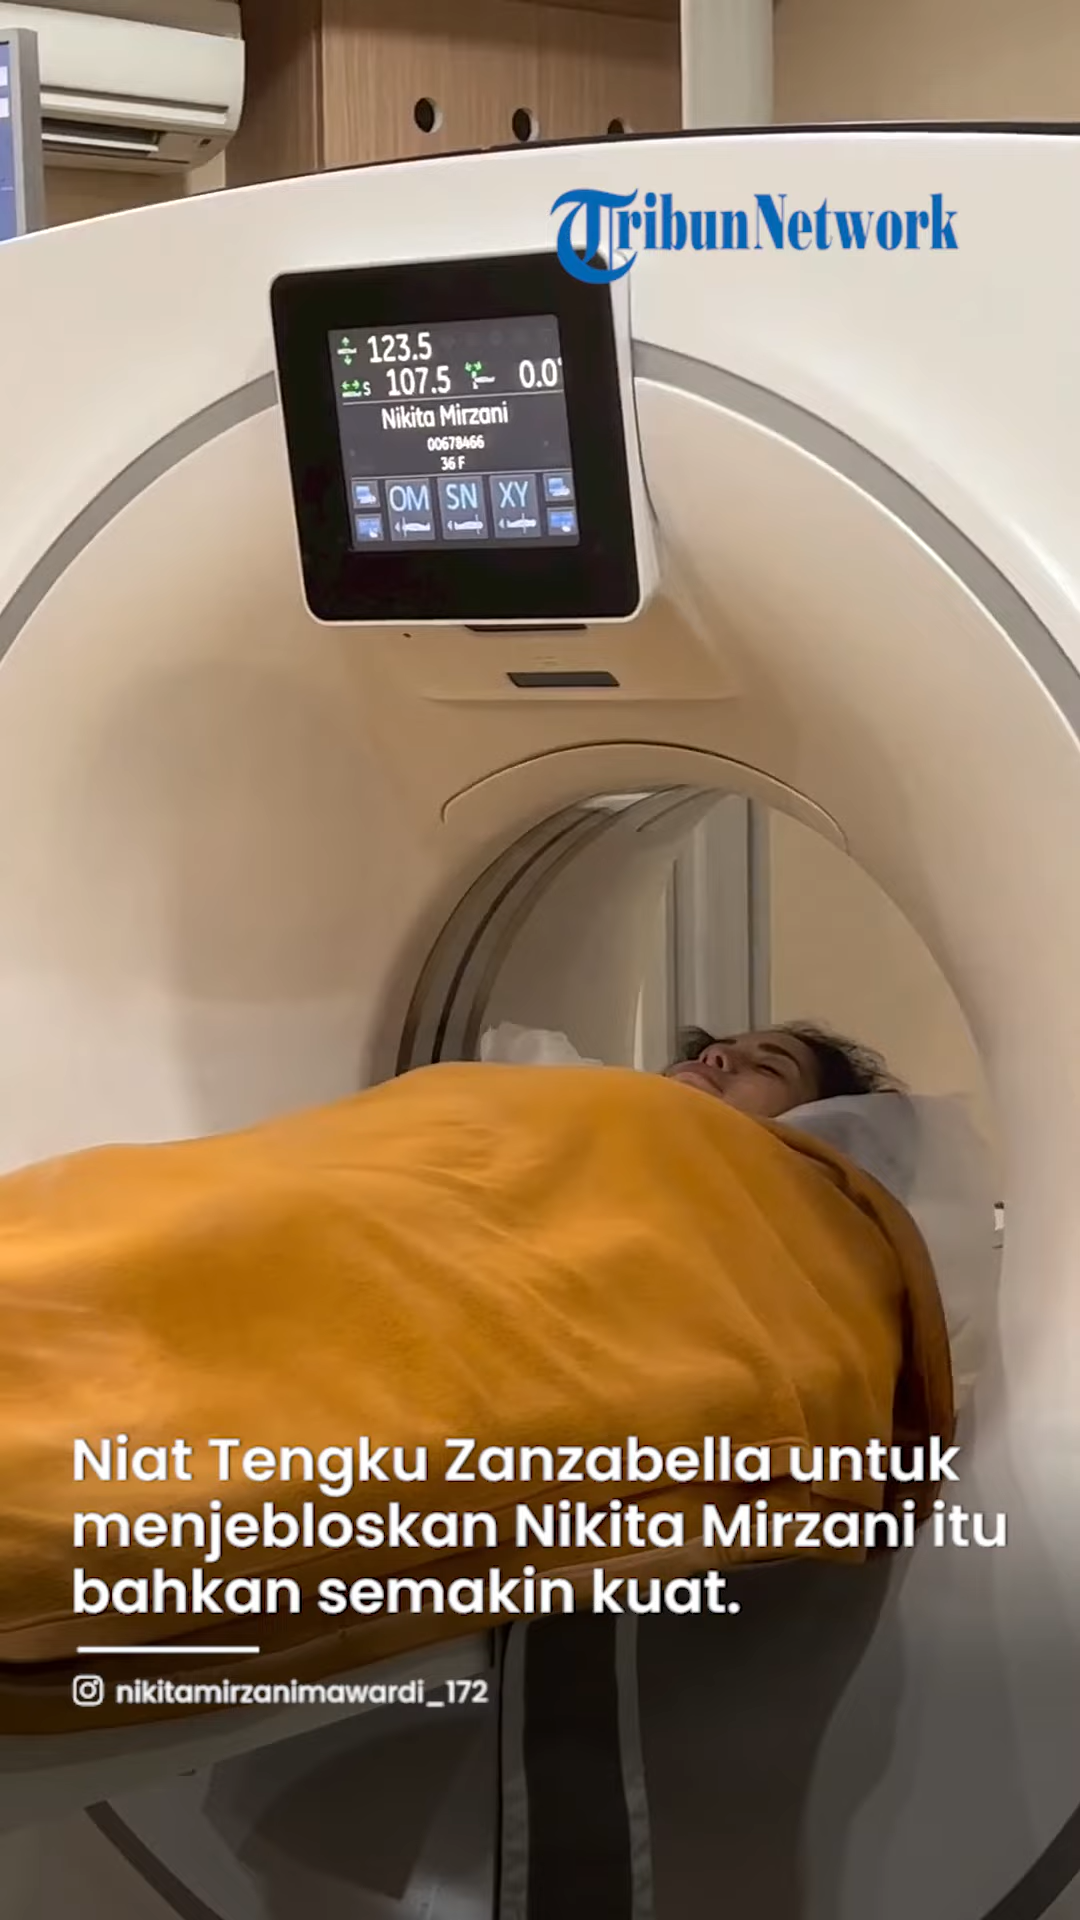 TribunNetwork
123.5
S 107.5 0.0°
Nikita Mirzani
00678466
36 F
OM SN XY
Niat Tengku Zanzabella untuk
menjebloskan Nikita Mirzani itu
bahkan semakin kuat.
nikitamirzanimawardi_172